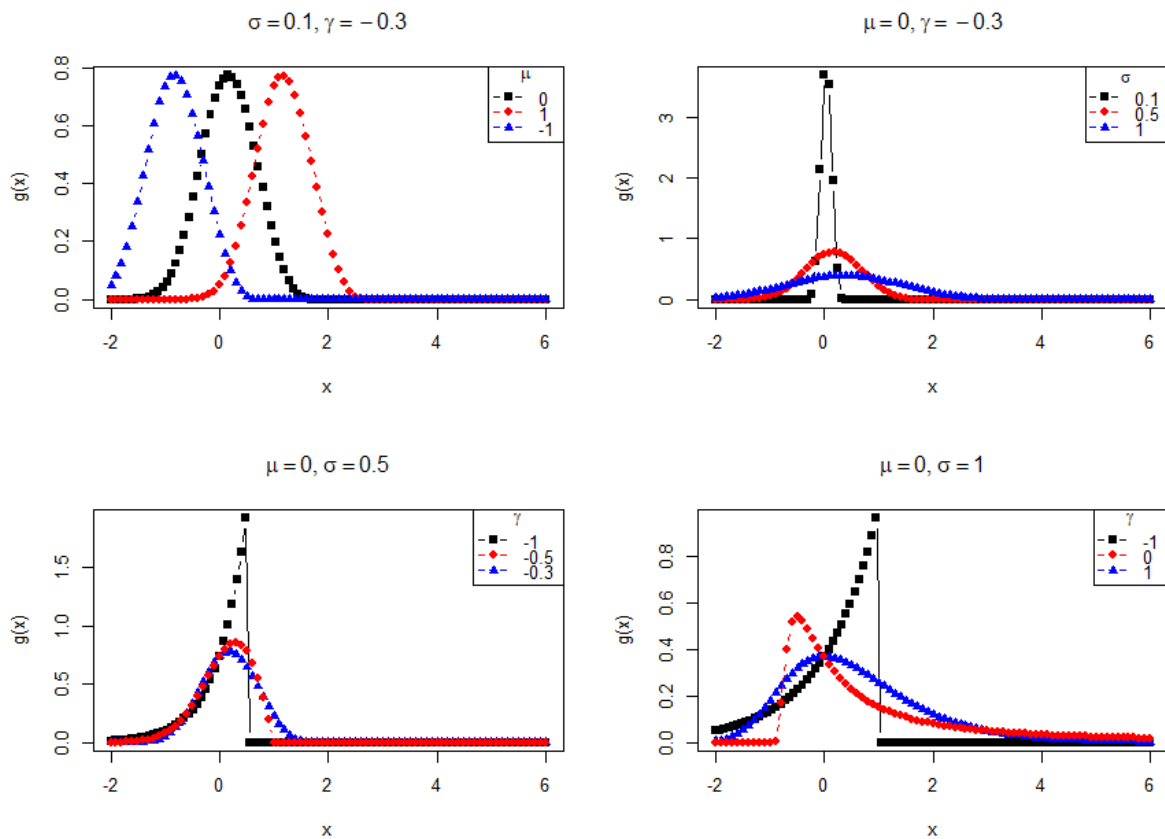 σ = 0.1, γ = − 0.3
μ
0
1
-1
g(x)
0.0 0.2 0.4 0.6 0.8
-2 0 2 4 6
x
μ = 0, γ = − 0.3
σ
0.1
0.5
1
g(x)
0 1 2 3
-2 0 2 4 6
x
μ = 0, σ = 0.5
γ
-1
-0.5
-0.3
g(x)
0.0 0.5 1.0 1.5
-2 0 2 4 6
x
μ = 0, σ = 1
γ
-1
0
1
g(x)
0.0 0.2 0.4 0.6 0.8
-2 0 2 4 6
x